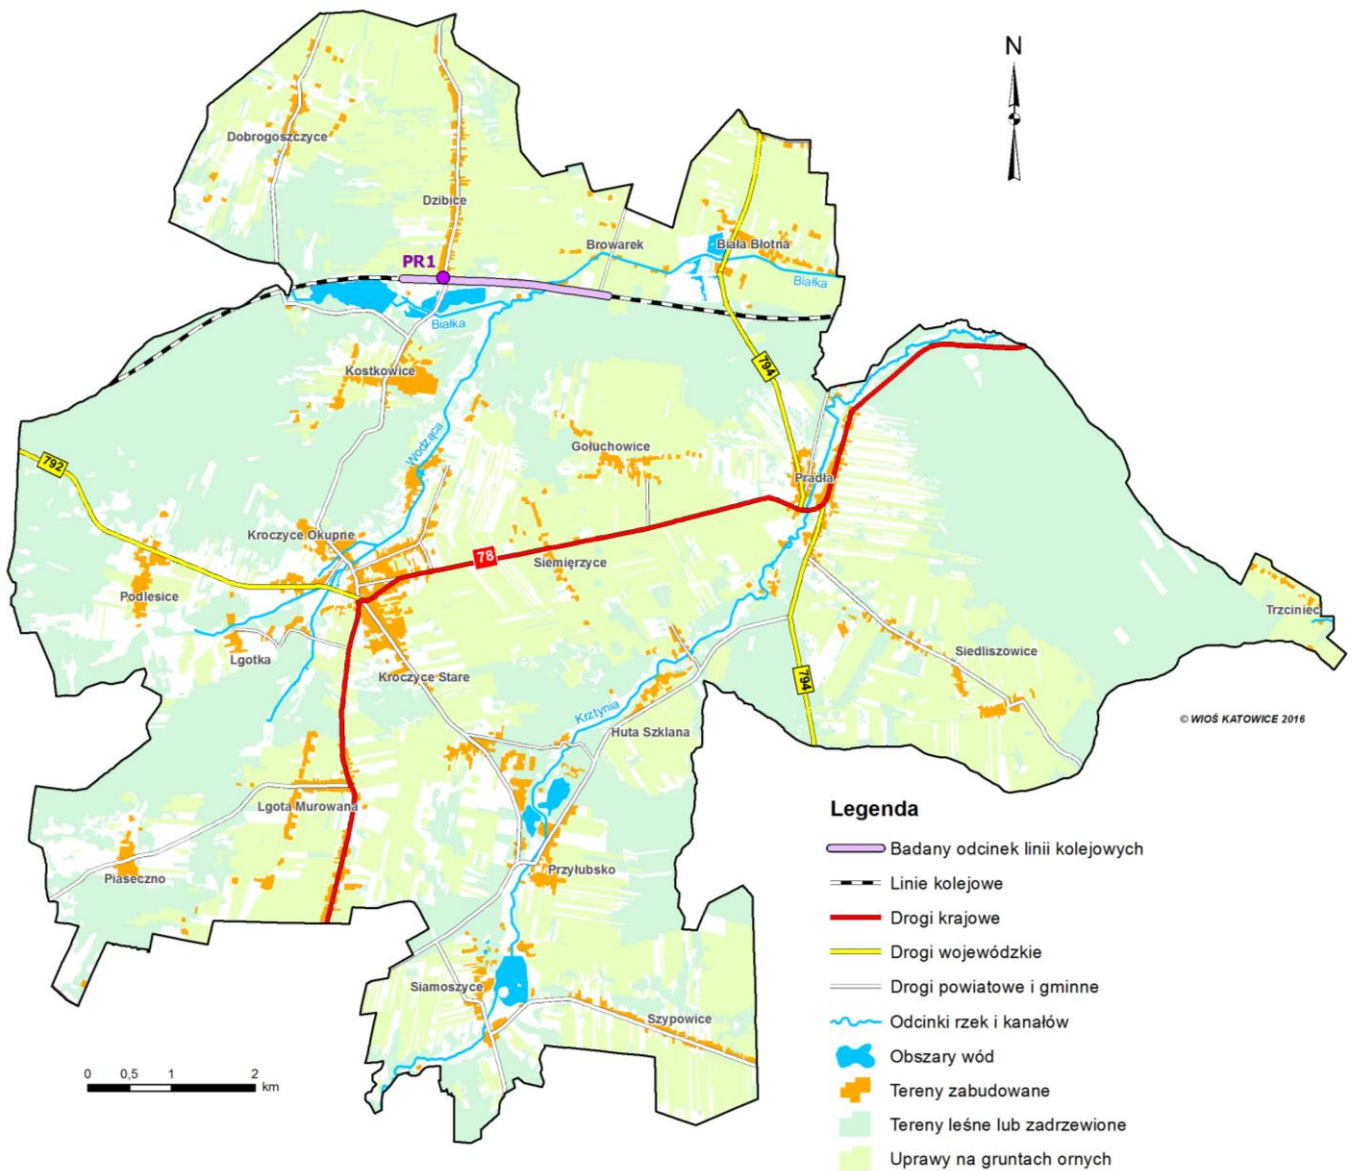 N
Dobrogoszczyce
Dzibice
Browarek
Biała Błotna
PR1
Białka
Białka
Kostkowice
794
Wodząca
Gołuchowice
792
Pradła
Kroczyce Okupne
78
Siemięrzyce
Podlesice
Trzciniec
Lgotka
Siedliszowice
Kroczyce Stare
794
Krztynia
© WIOŚ KATOWICE 2016
Huta Szklana
Lgota Murowana
Piaseczno
Przyłubsko
Siamoszyce
Szypowice
0 0,5 1 2
km
Legenda
Badany odcinek linii kolejowych
Linie kolejowe
Drogi krajowe
Drogi wojewódzkie
Drogi powiatowe i gminne
Odcinki rzek i kanałów
Obszary wód
Tereny zabudowane
Tereny leśne lub zadrzewione
Uprawy na gruntach ornych